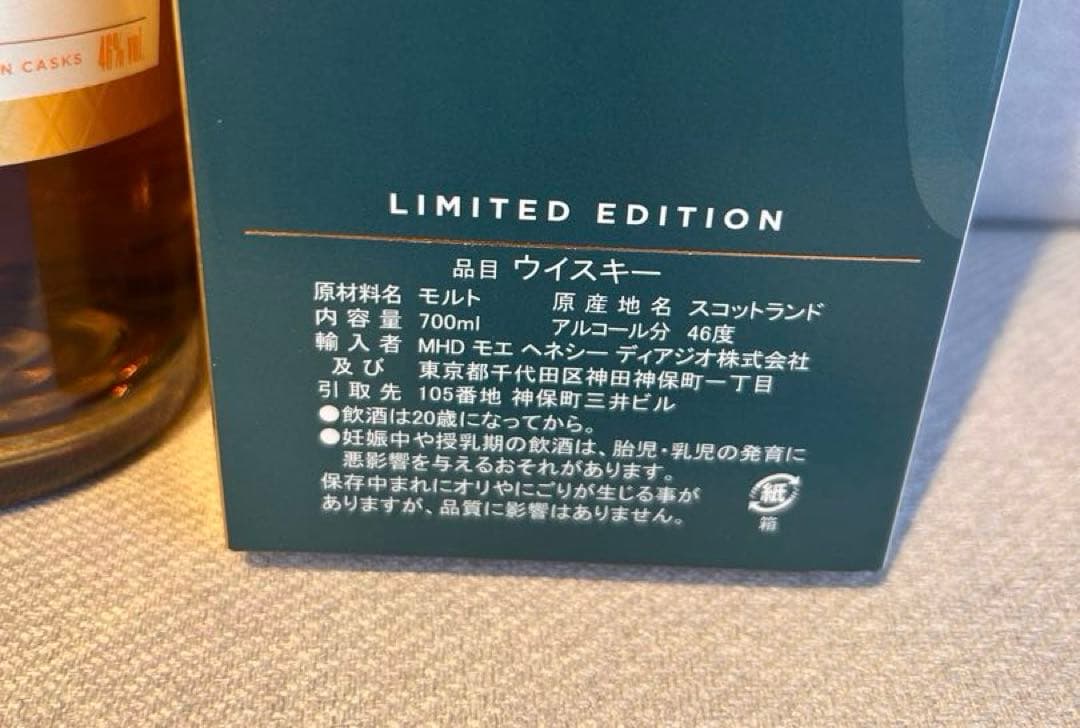 N CASKS 46% vol.
LIMITED EDITION
品目 ウイスキー
原材料名 モルト 原産地名 スコットランド
内容量 700ml アルコール分 46度
輸入者 MHD モエ ヘネシー ディアジオ株式会社
及び 東京都千代田区神田神保町一丁目
引取先 105番地 神保町三井ビル
●飲酒は20歳になってから。
●妊娠中や授乳期の飲酒は、胎児・乳児の発育に
悪影響を与えるおそれがあります。
保存中まれにオリやにごりが生じる事が
ありますが、品質に影響はありません。
紙
箱